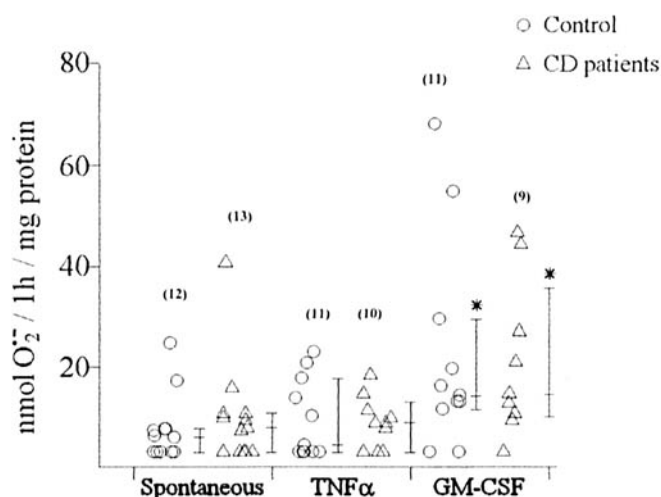 Control
CD patients
nmol O₂·⁻ / 1h / mg protein
80
60
40
20
(12)
(13)
(11)
(10)
(11)
(9)
*
*
Spontaneous
TNFα
GM-CSF